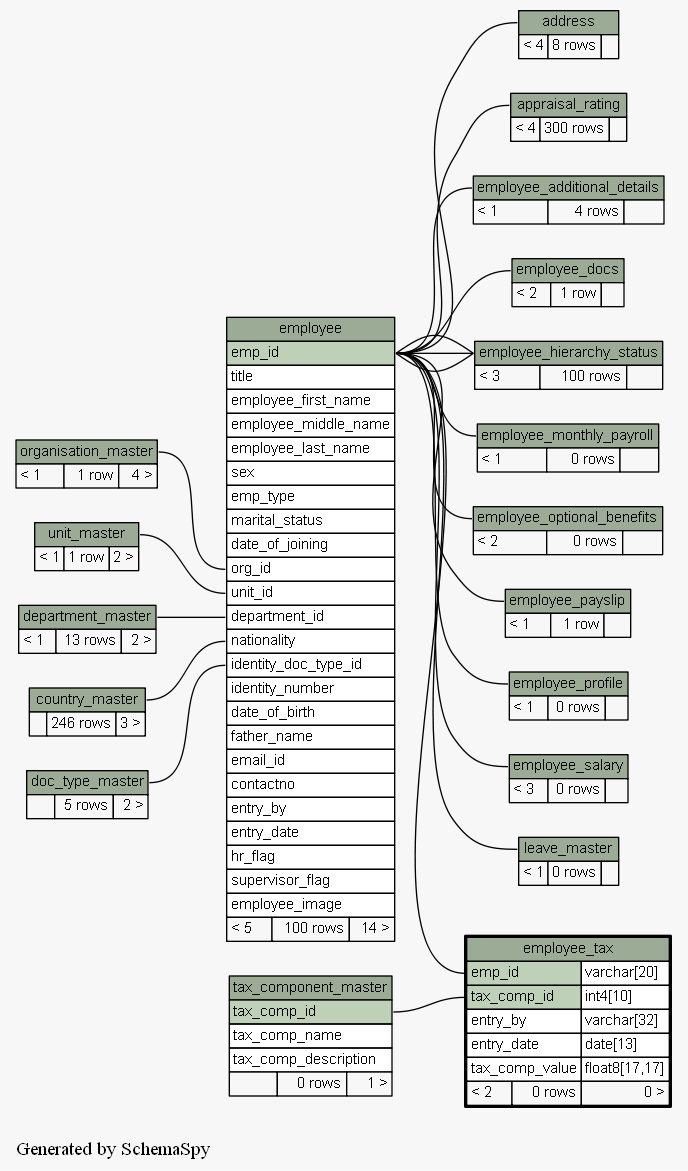 address
< 4 8 rows
appraisal_rating
< 4 300 rows
employee_additional_details
< 1 4 rows
employee_docs
< 2 1 row
employee_hierarchy_status
< 3 100 rows
employee_monthly_payroll
< 1 0 rows
employee_optional_benefits
< 2 0 rows
employee_payslip
< 1 1 row
employee_profile
< 1 0 rows
employee_salary
< 3 0 rows
leave_master
< 1 0 rows
employee
emp_id
title
employee_first_name
employee_middle_name
employee_last_name
sex
emp_type
marital_status
date_of_joining
org_id
unit_id
department_id
nationality
identity_doc_type_id
identity_number
date_of_birth
father_name
email_id
contactno
entry_by
entry_date
hr_flag
supervisor_flag
employee_image
< 5 100 rows 14 >
organisation_master
< 1 1 row 4 >
unit_master
< 1 1 row 2 >
department_master
< 1 13 rows 2 >
country_master
246 rows 3 >
doc_type_master
5 rows 2 >
employee_tax
emp_id varchar[20]
tax_comp_id int4[10]
entry_by varchar[32]
entry_date date[13]
tax_comp_value float8[17,17]
< 2 0 rows 0 >
tax_component_master
tax_comp_id
tax_comp_name
tax_comp_description
0 rows 1 >
Generated by SchemaSpy